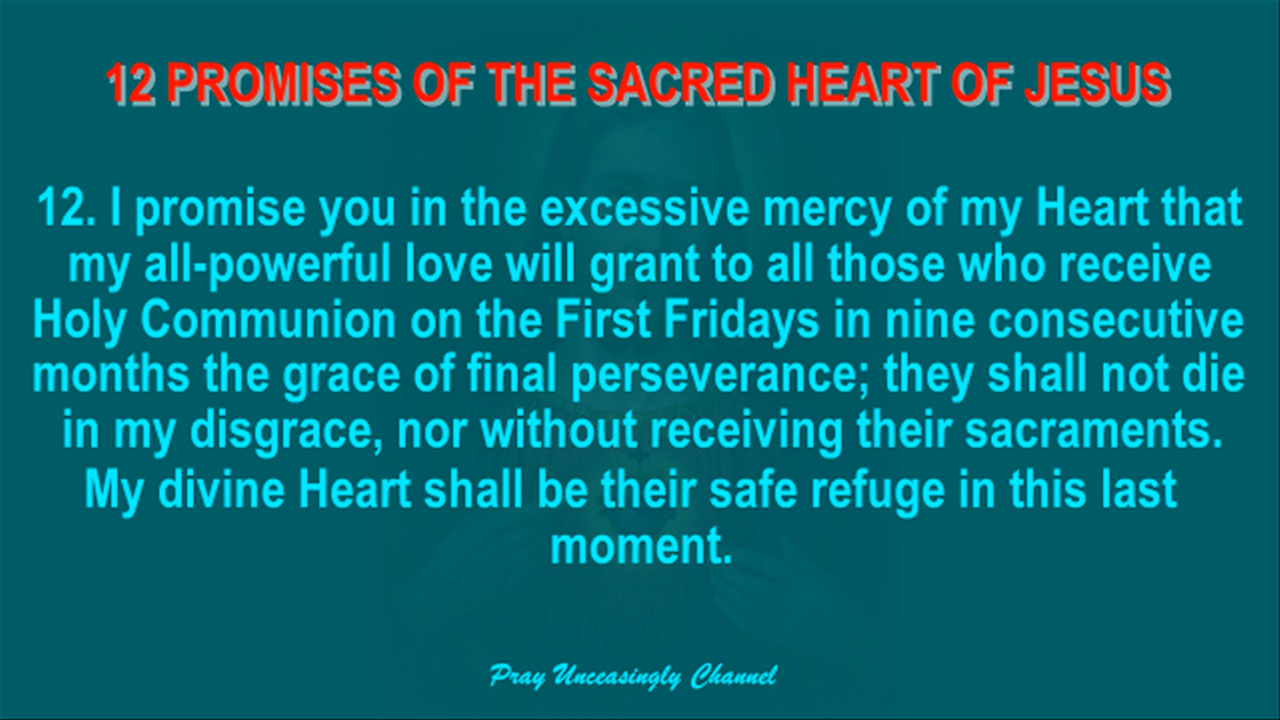 12 PROMISES OF THE SACRED HEART OF JESUS
12. I promise you in the excessive mercy of my Heart that
my all-powerful love will grant to all those who receive
Holy Communion on the First Fridays in nine consecutive
months the grace of final perseverance; they shall not die
in my disgrace, nor without receiving their sacraments.
My divine Heart shall be their safe refuge in this last
moment.
Pray Unceasingly Channel